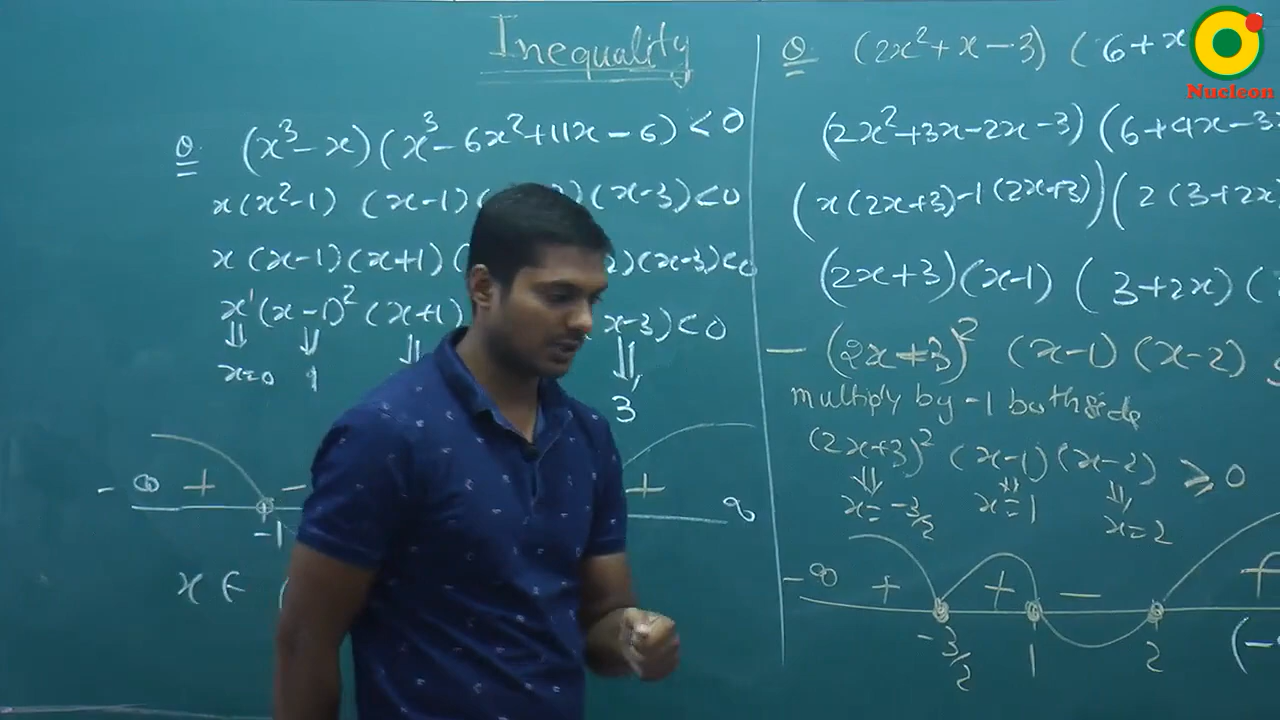 Inequality
Q. (x³-x)(x³-6x²+11x-6)<0
x(x²-1) (x-1)( )(x-3)<0
x(x-1)(x+1)( 2)(x-3)<0
x¹(x-1)²(x+1) x-3)<0
⇓ ⇓ ⇓ ⇓
x=0 1 3
-∞ + - + ∞
-1
x ∈ (
Q. (2x²+x-3) (6+x
(2x²+3x-2x-3)(6+4x-3
(x(2x+3)-1(2x+3))(2(3+2x
(2x+3)(x-1) (3+2x)(
-(2x+3)² (x-1)(x-2)
multiply by -1 both side
(2x+3)² (x-1)(x-2) ≥ 0
⇓ ⇓ ⇓
x=-3/2 x=1 x=2
-∞ + + - +
-3/2 1 2 (-
Nucleon